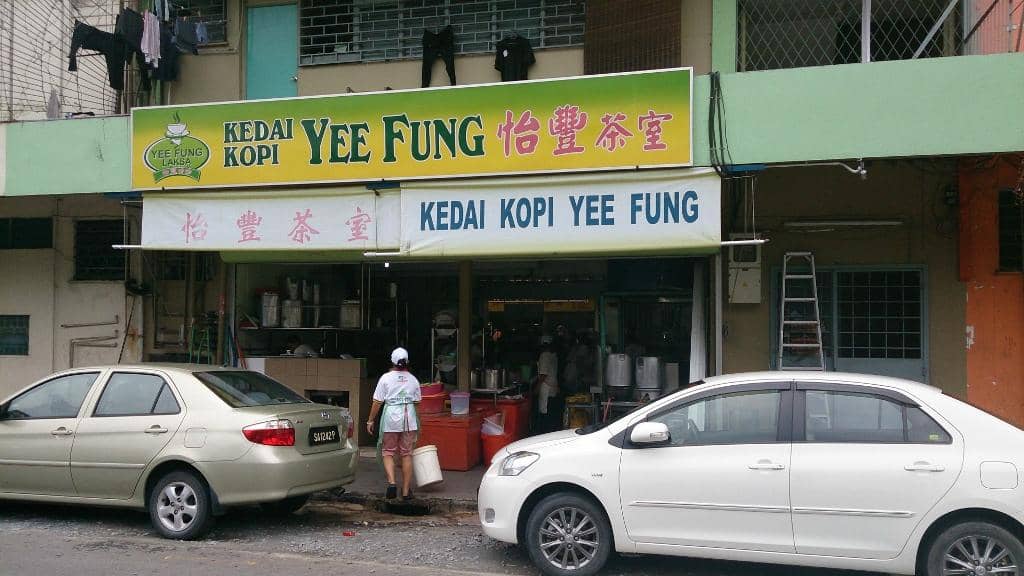 KEDAI
KOPI YEE FUNG 怡豐茶室
YEE FUNG
LAKSA
怡豐茶室
KEDAI KOPI YEE FUNG
SA1242P